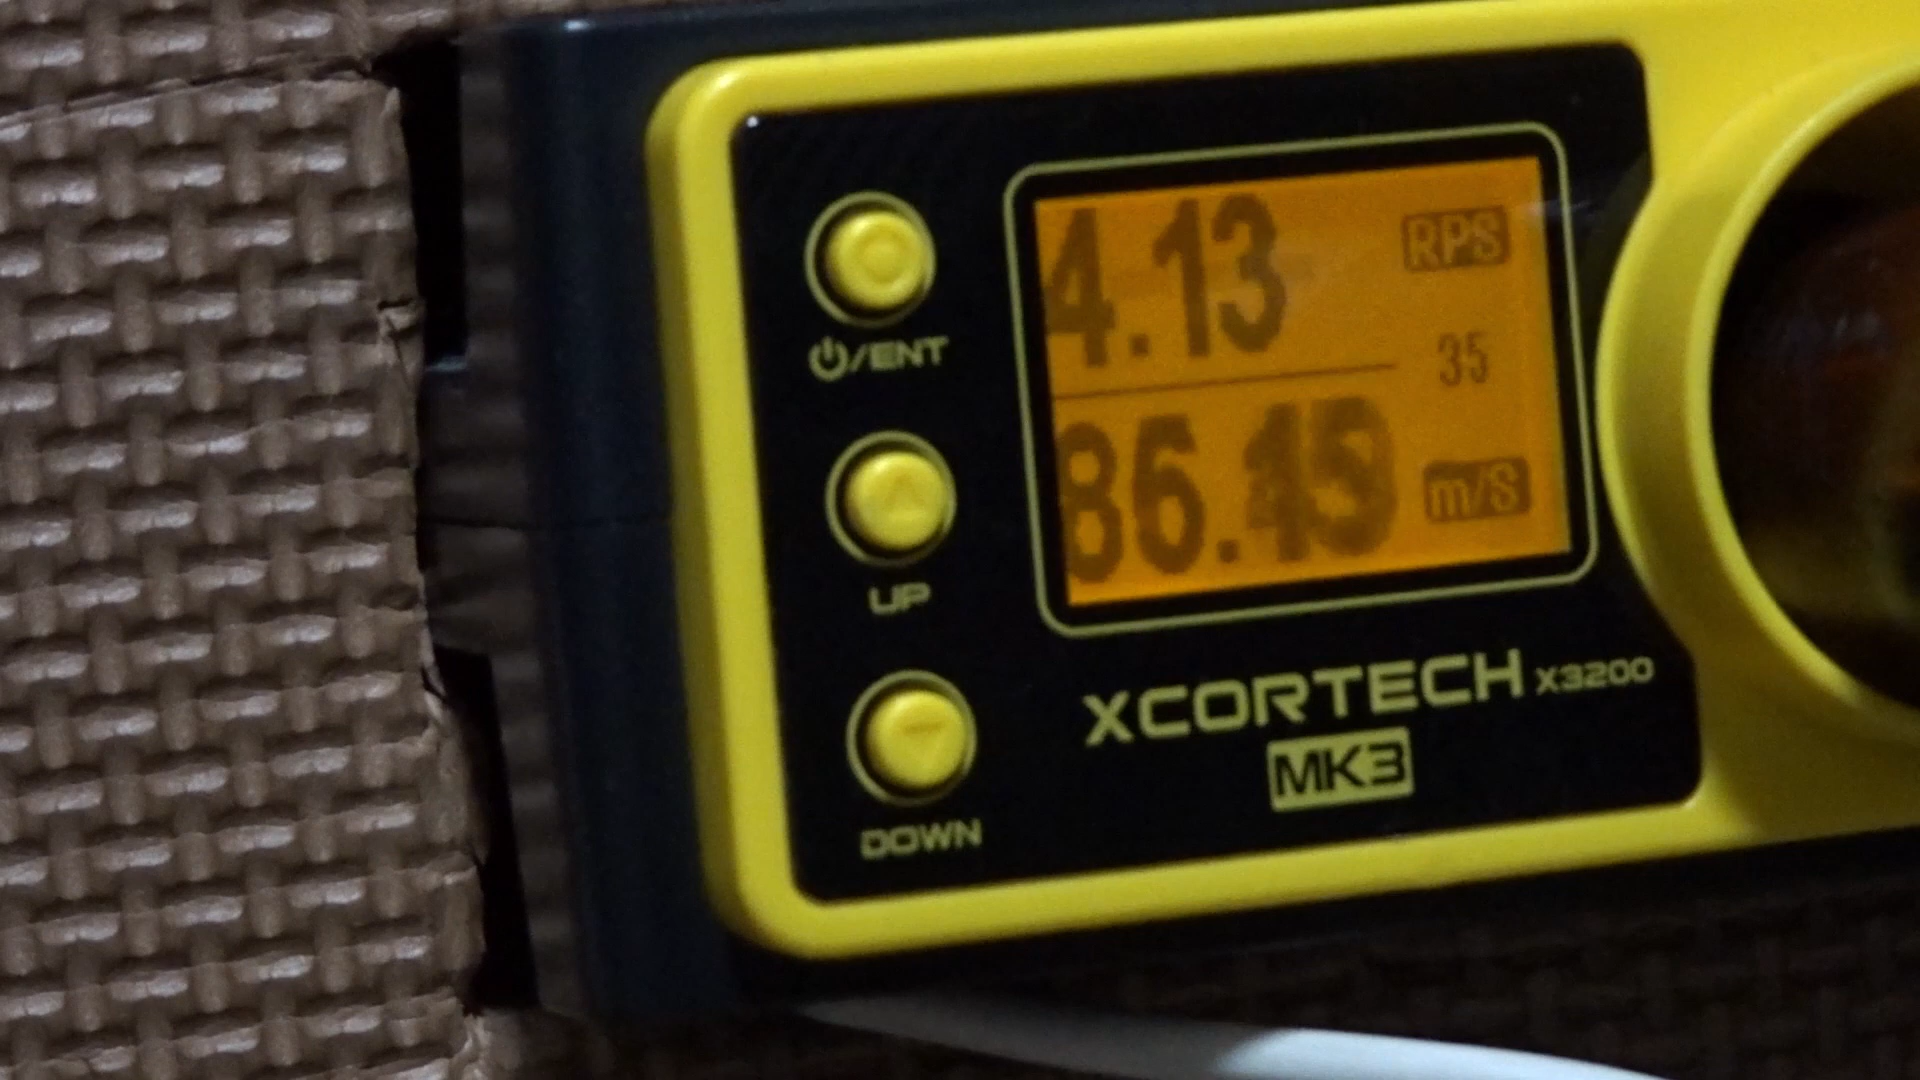 4.13 RPS
35
m/S
⏻/ENT
UP
DOWN
XCORTECH X3200
MK3